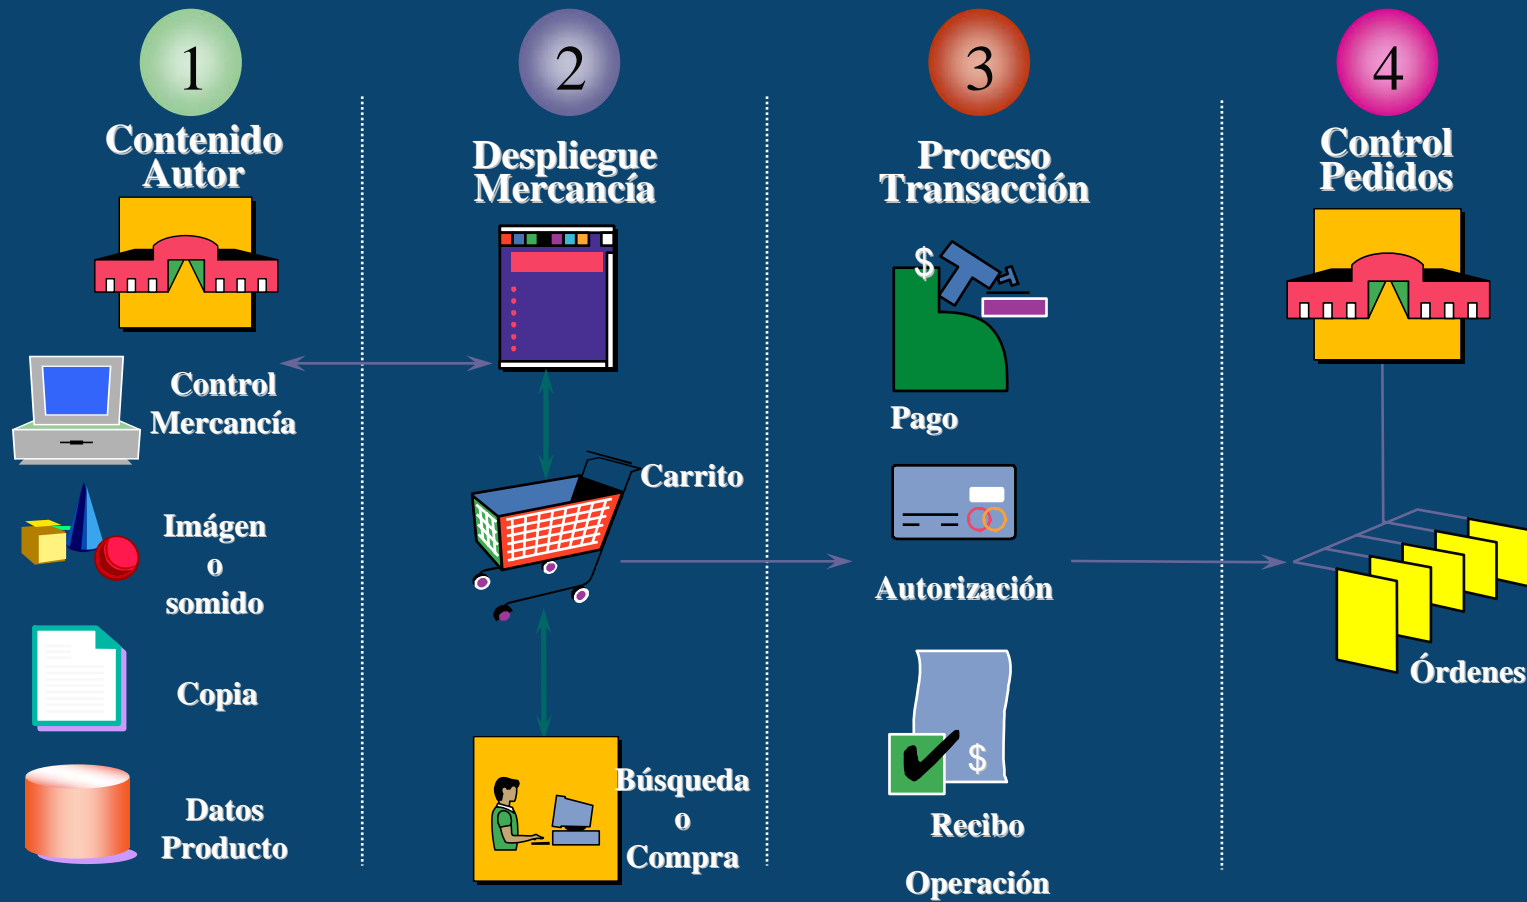 1
Contenido
Autor
Control
Mercancía
Imágen
o
somido
Copia
Datos
Producto
2
Despliegue
Mercancía
Carrito
Búsqueda
o
Compra
3
Proceso
Transacción
$
Pago
Autorización
$
Recibo
Operación
4
Control
Pedidos
Órdenes